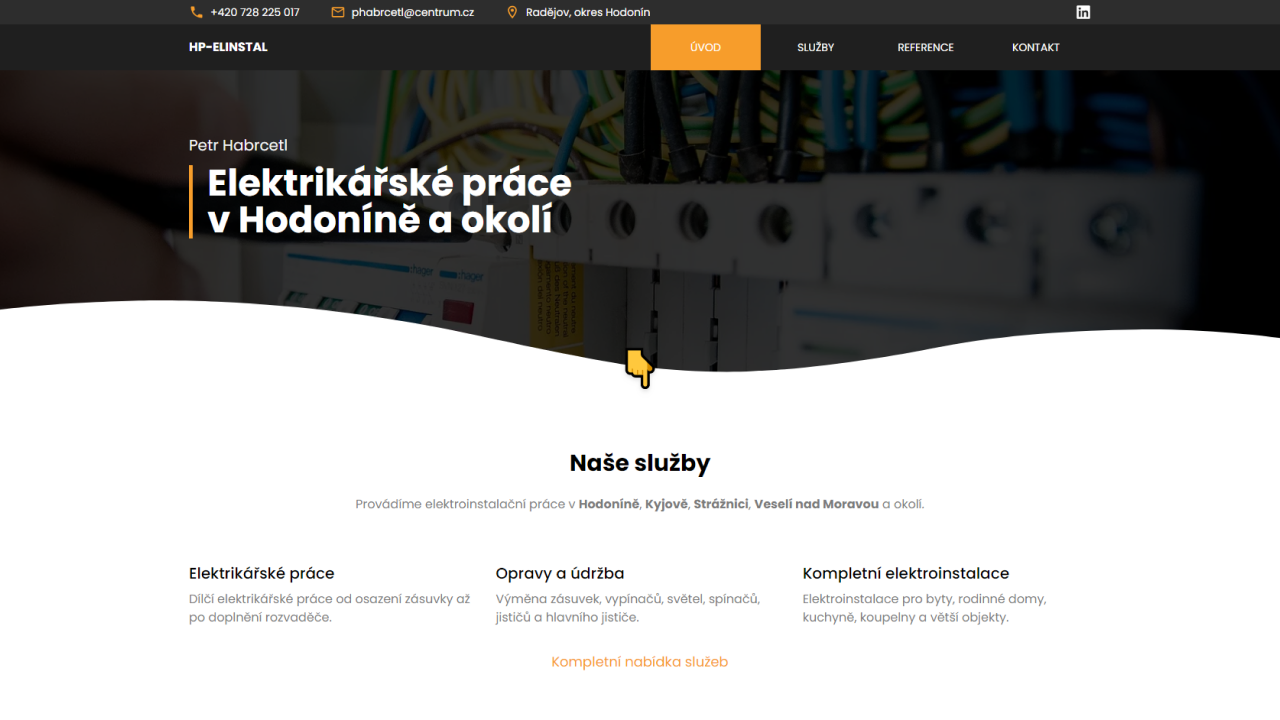 +420 728 225 017
phabrcetl@centrum.cz
Radějov, okres Hodonín
HP-ELINSTAL
ÚVOD
SLUŽBY
REFERENCE
KONTAKT
Petr Habrcetl
Elektrikářské práce
v Hodoníně a okolí
hager
hager
Naše služby
Provádíme elektroinstalační práce v Hodoníně, Kyjově, Strážnici, Veselí nad Moravou a okolí.
Elektrikářské práce
Dílčí elektrikářské práce od osazení zásuvky až
po doplnění rozvaděče.
Opravy a údržba
Výměna zásuvek, vypínačů, světel, spínačů,
jističů a hlavního jističe.
Kompletní elektroinstalace
Elektroinstalace pro byty, rodinné domy,
kuchyně, koupelny a větší objekty.
Kompletní nabídka služeb